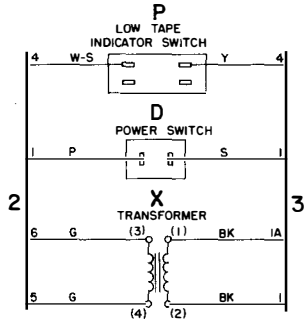 P
LOW TAPE
INDICATOR SWITCH
4 W-S Y 4
D
POWER SWITCH
1 P S 1
2 X 3
TRANSFORMER
6 G (3) (1) BK 1A
5 G BK 1
(4) (2)